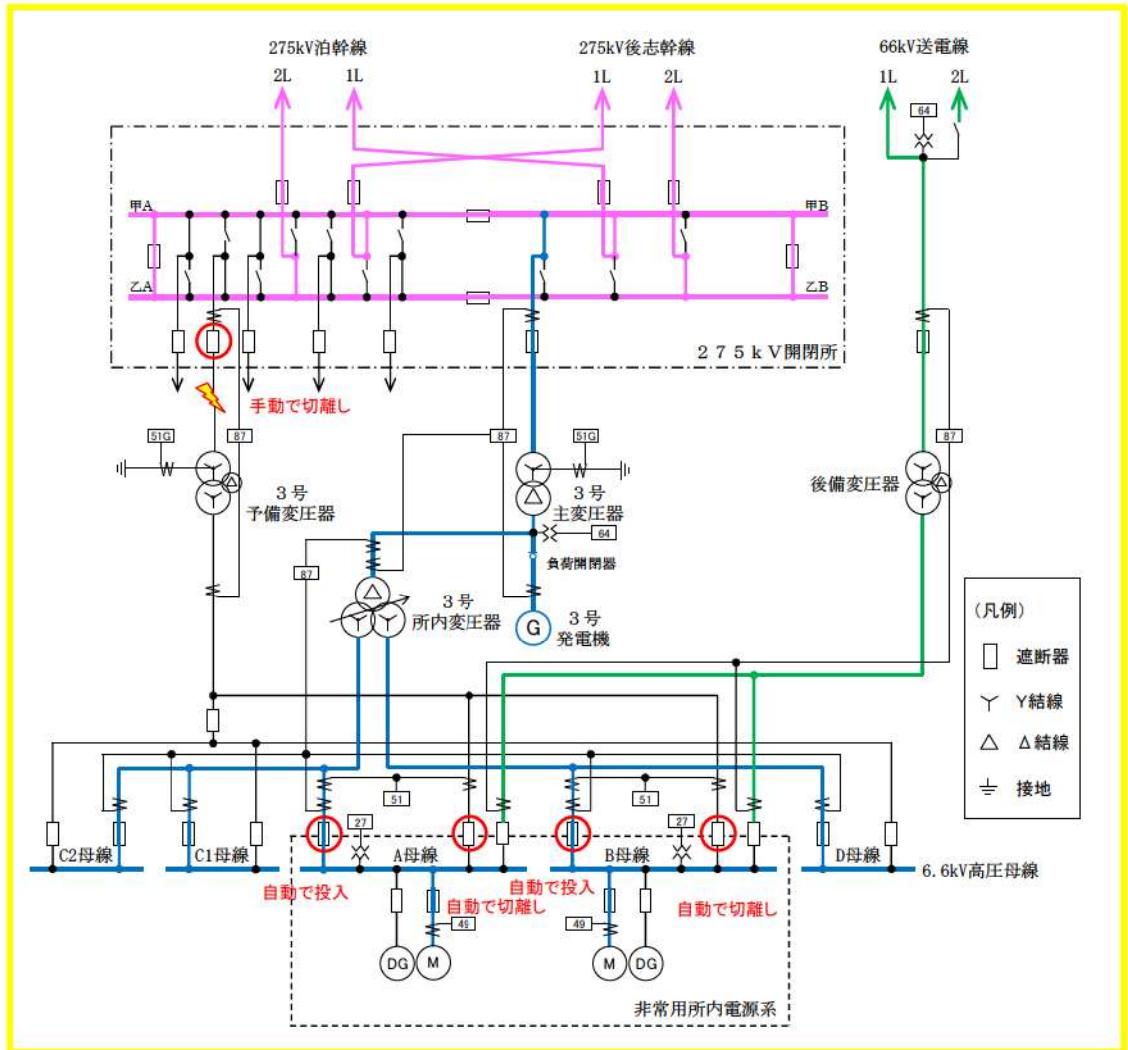 275kV泊幹線
275kV後志幹線
66kV送電線
2L
1L
1L
2L
1L
2L
64
甲A
甲B
乙A
乙B
275kV開閉所
手動で切離し
51G
87
87
51G
87
3号
予備変圧器
3号
主変圧器
後備変圧器
64
負荷開閉器
87
3号
所内変圧器
G
3号
発電機
(凡例)
遮断器
Y結線
Δ結線
接地
51
51
27
27
C2母線
C1母線
A母線
B母線
D母線
6.6kV高圧母線
自動で投入
自動で切離し
自動で投入
自動で切離し
49
49
DG
M
M
DG
非常用所内電源系